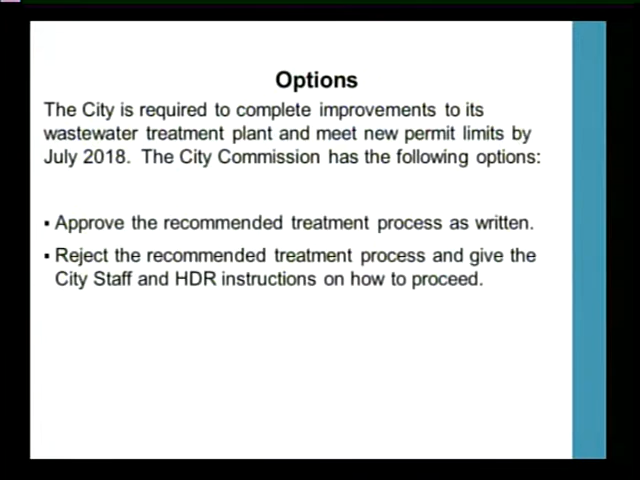 Options
The City is required to complete improvements to its
wastewater treatment plant and meet new permit limits by
July 2018. The City Commission has the following options:
▪ Approve the recommended treatment process as written.
▪ Reject the recommended treatment process and give the
City Staff and HDR instructions on how to proceed.